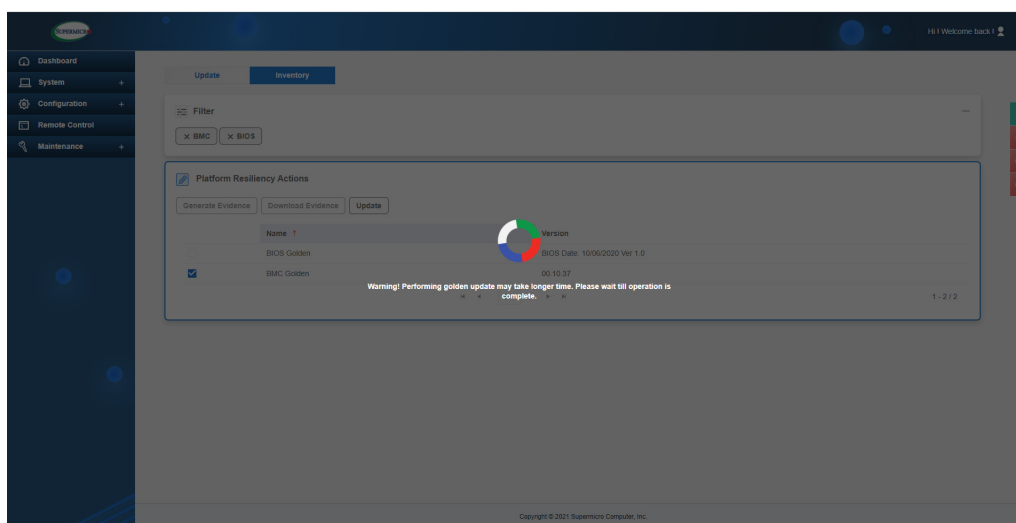 SUPERMICRO
Hi ! Welcome back !
Dashboard
System +
Configuration +
Remote Control
Maintenance +
Update Inventory
Filter
× BMC × BIOS
Platform Resiliency Actions
Generate Evidence Download Evidence Update
Name ↑ Version
BIOS Golden BIOS Date: 10/06/2020 Ver 1.0
BMC Golden 00.10.37
Warning! Performing golden update may take longer time. Please wait till operation is
complete.
1 - 2 / 2
Copyright © 2021 Supermicro Computer, Inc.